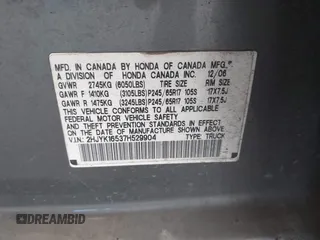 MFD. IN CANADA BY HONDA OF CANADA MFG.,
A DIVISION OF HONDA CANADA INC. 12/06
GVWR 2745KG (6050LBS) TIRE SIZE RIM SIZE
GAWR F 1410KG (3105LBS) P245/65R17 105S 17X7.5J
GAWR R 1475KG (3245LBS) P245/65R17 105S 17X7.5J
THIS VEHICLE CONFORMS TO ALL APPLICABLE
FEDERAL MOTOR VEHICLE SAFETY STANDARDS IN EFFECT ON THE
DATE OF MANUFACTURE SHOWN ABOVE.
V.I.N.: 2HJYK16537H529904 TYPE: TRUCK
DREAMBID